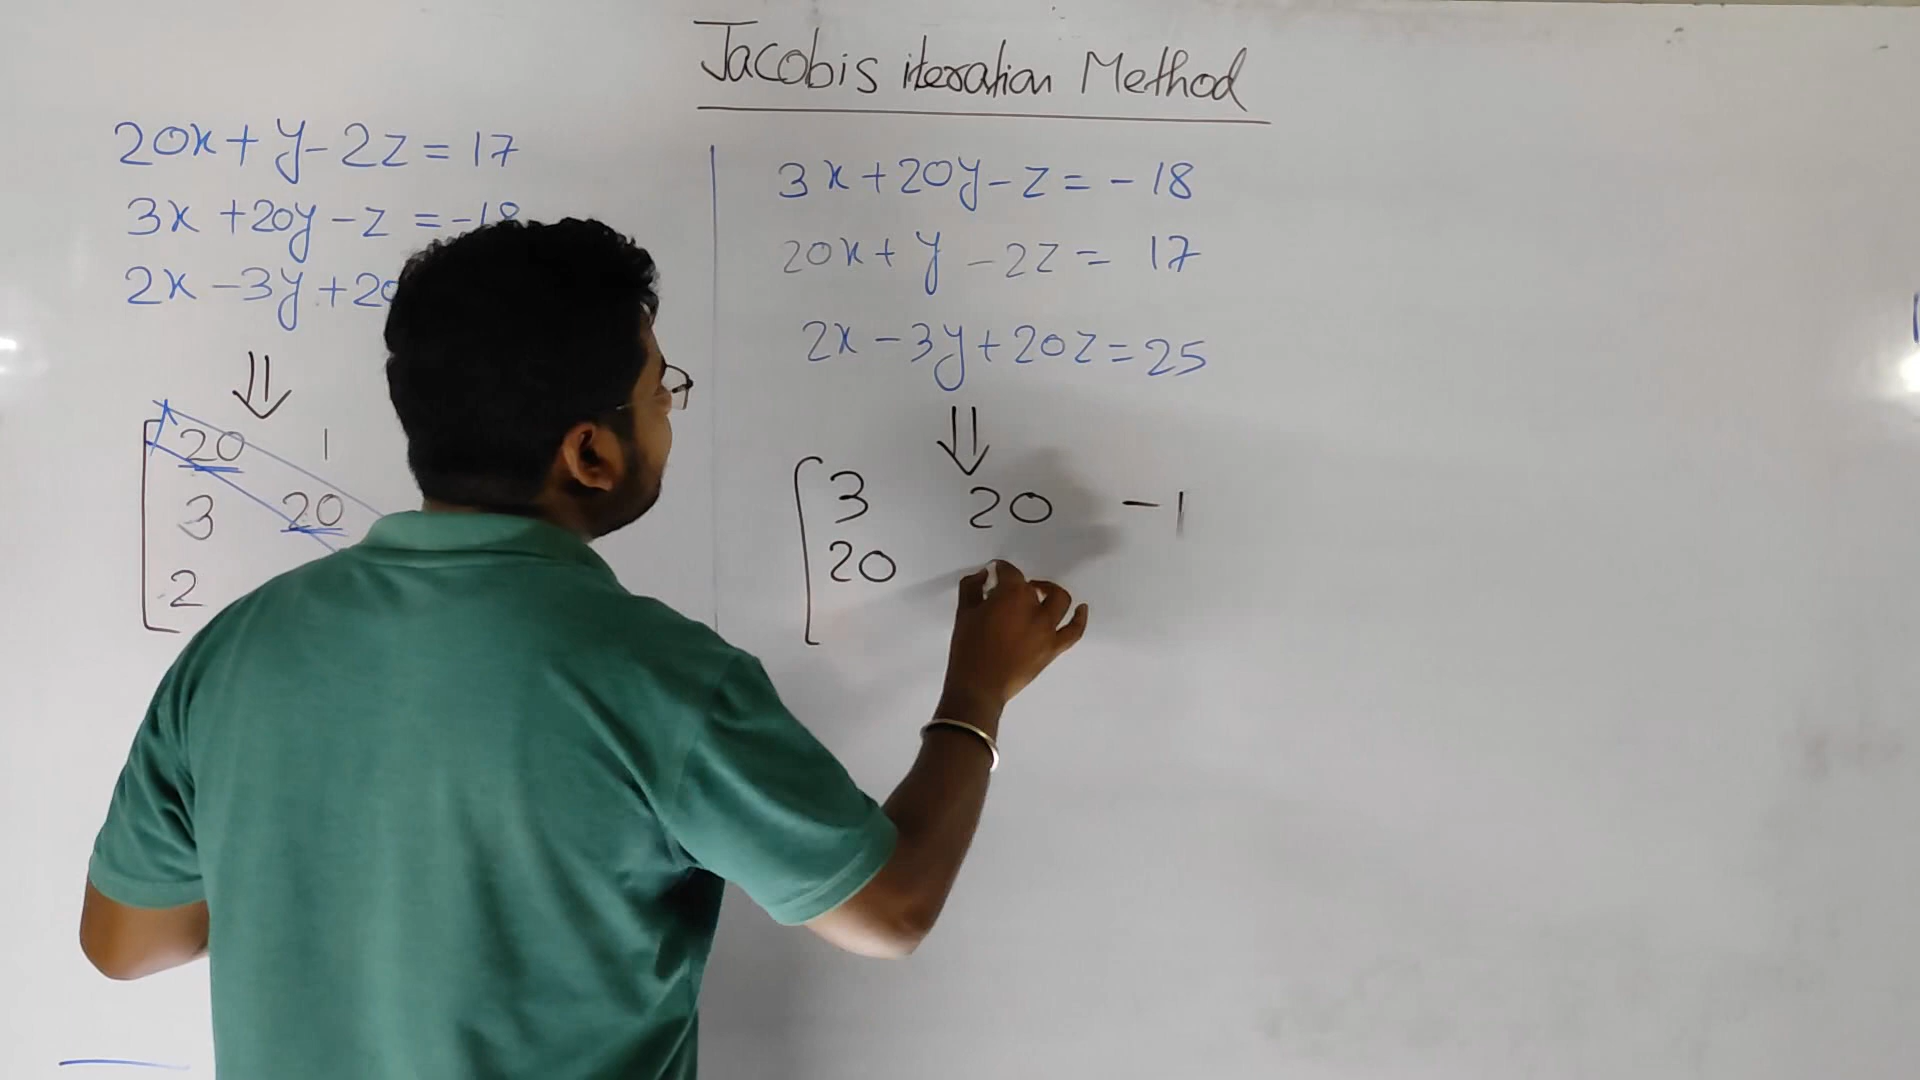 Jacobis iteration Method
20x + y - 2z = 17
3x + 20y - z = -18
2x - 3y + 20
⇓
20 1
3 20
2
3x + 20y - z = - 18
20x + y - 2z = 17
2x - 3y + 20z = 25
⇓
3 20 -1
20